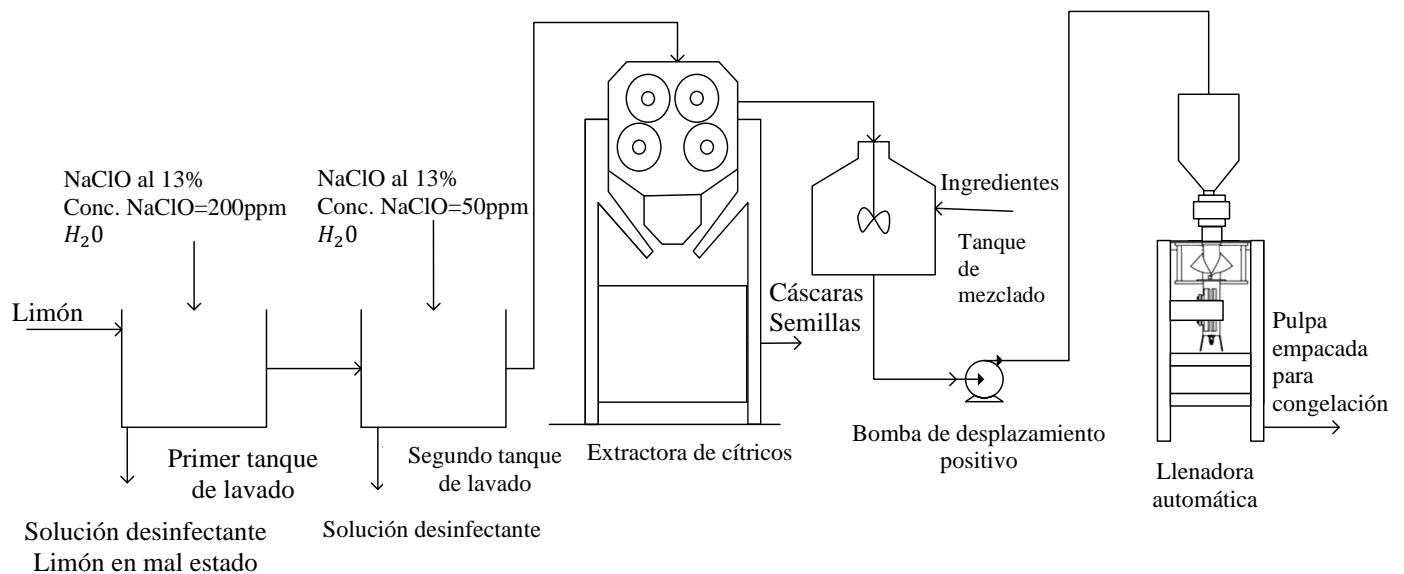 NaClO al 13%
Conc. NaClO=200ppm
H₂0
NaClO al 13%
Conc. NaClO=50ppm
H₂0
Limón
Primer tanque
de lavado
Segundo tanque
de lavado
Solución desinfectante
Limón en mal estado
Solución desinfectante
Extractora de cítricos
Cáscaras
Semillas
Ingredientes
Tanque
de
mezclado
Bomba de desplazamiento
positivo
Llenadora
automática
Pulpa
empacada
para
congelación